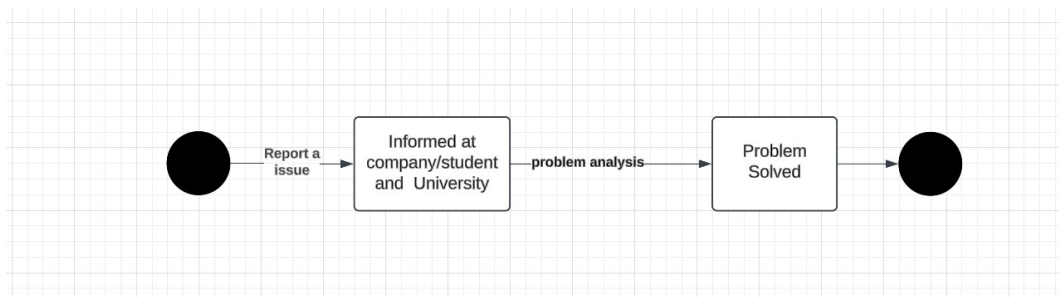 Report a
issue
Informed at
company/student
and University
problem analysis
Problem
Solved